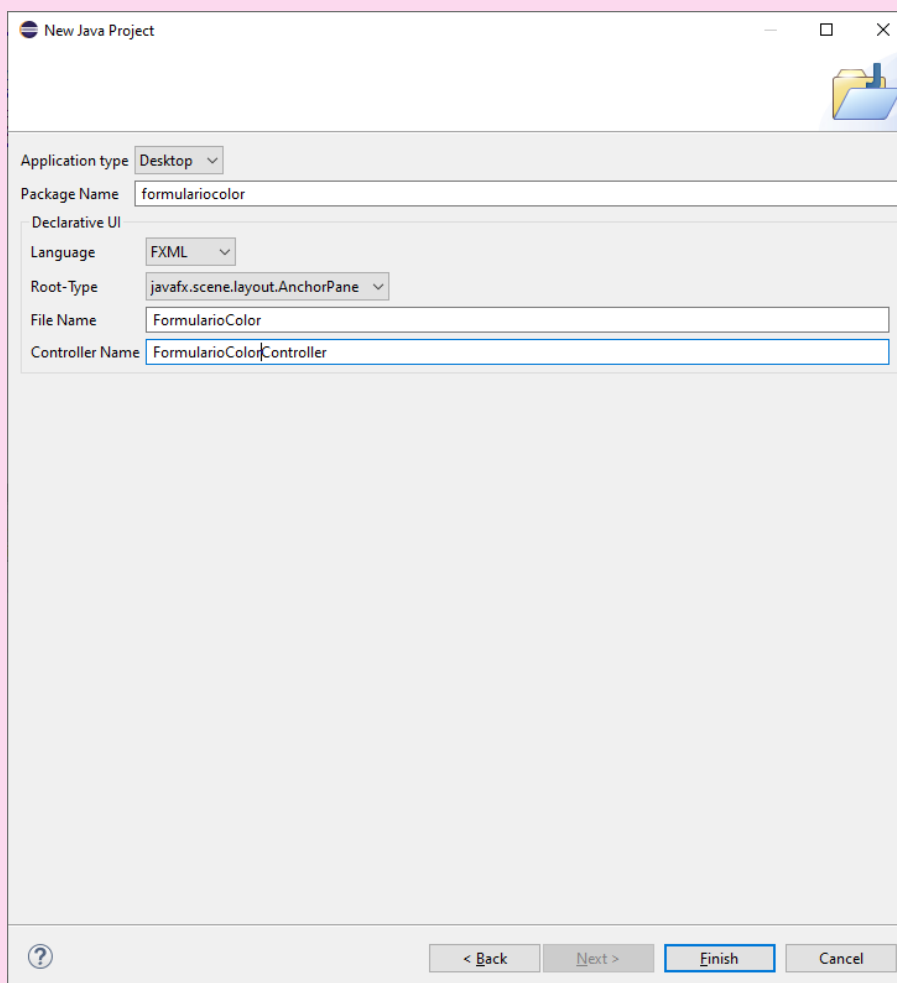 New Java Project
Application type Desktop
Package Name formulariocolor
Declarative UI
Language FXML
Root-Type javafx.scene.layout.AnchorPane
File Name FormularioColor
Controller Name FormularioColorController
? < Back Next > Finish Cancel